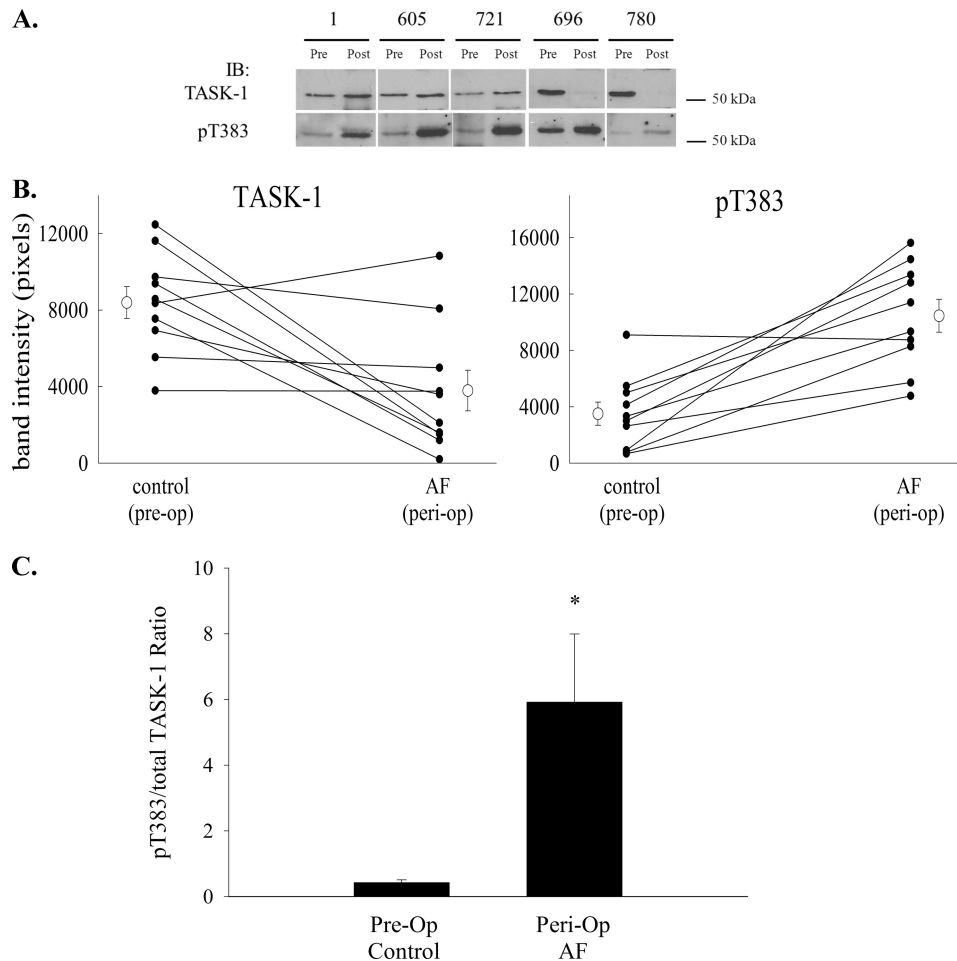 A.
1 605 721 696 780
Pre Post Pre Post Pre Post Pre Post Pre Post
IB:
TASK-1
50 kDa
pT383
50 kDa
B.
TASK-1
pT383
band intensity (pixels)
12000
8000
4000
0
16000
12000
8000
4000
0
control
(pre-op)
AF
(peri-op)
control
(pre-op)
AF
(peri-op)
C.
pT383/total TASK-1 Ratio
10
8
6
4
2
0
*
Pre-Op
Control
Peri-Op
AF